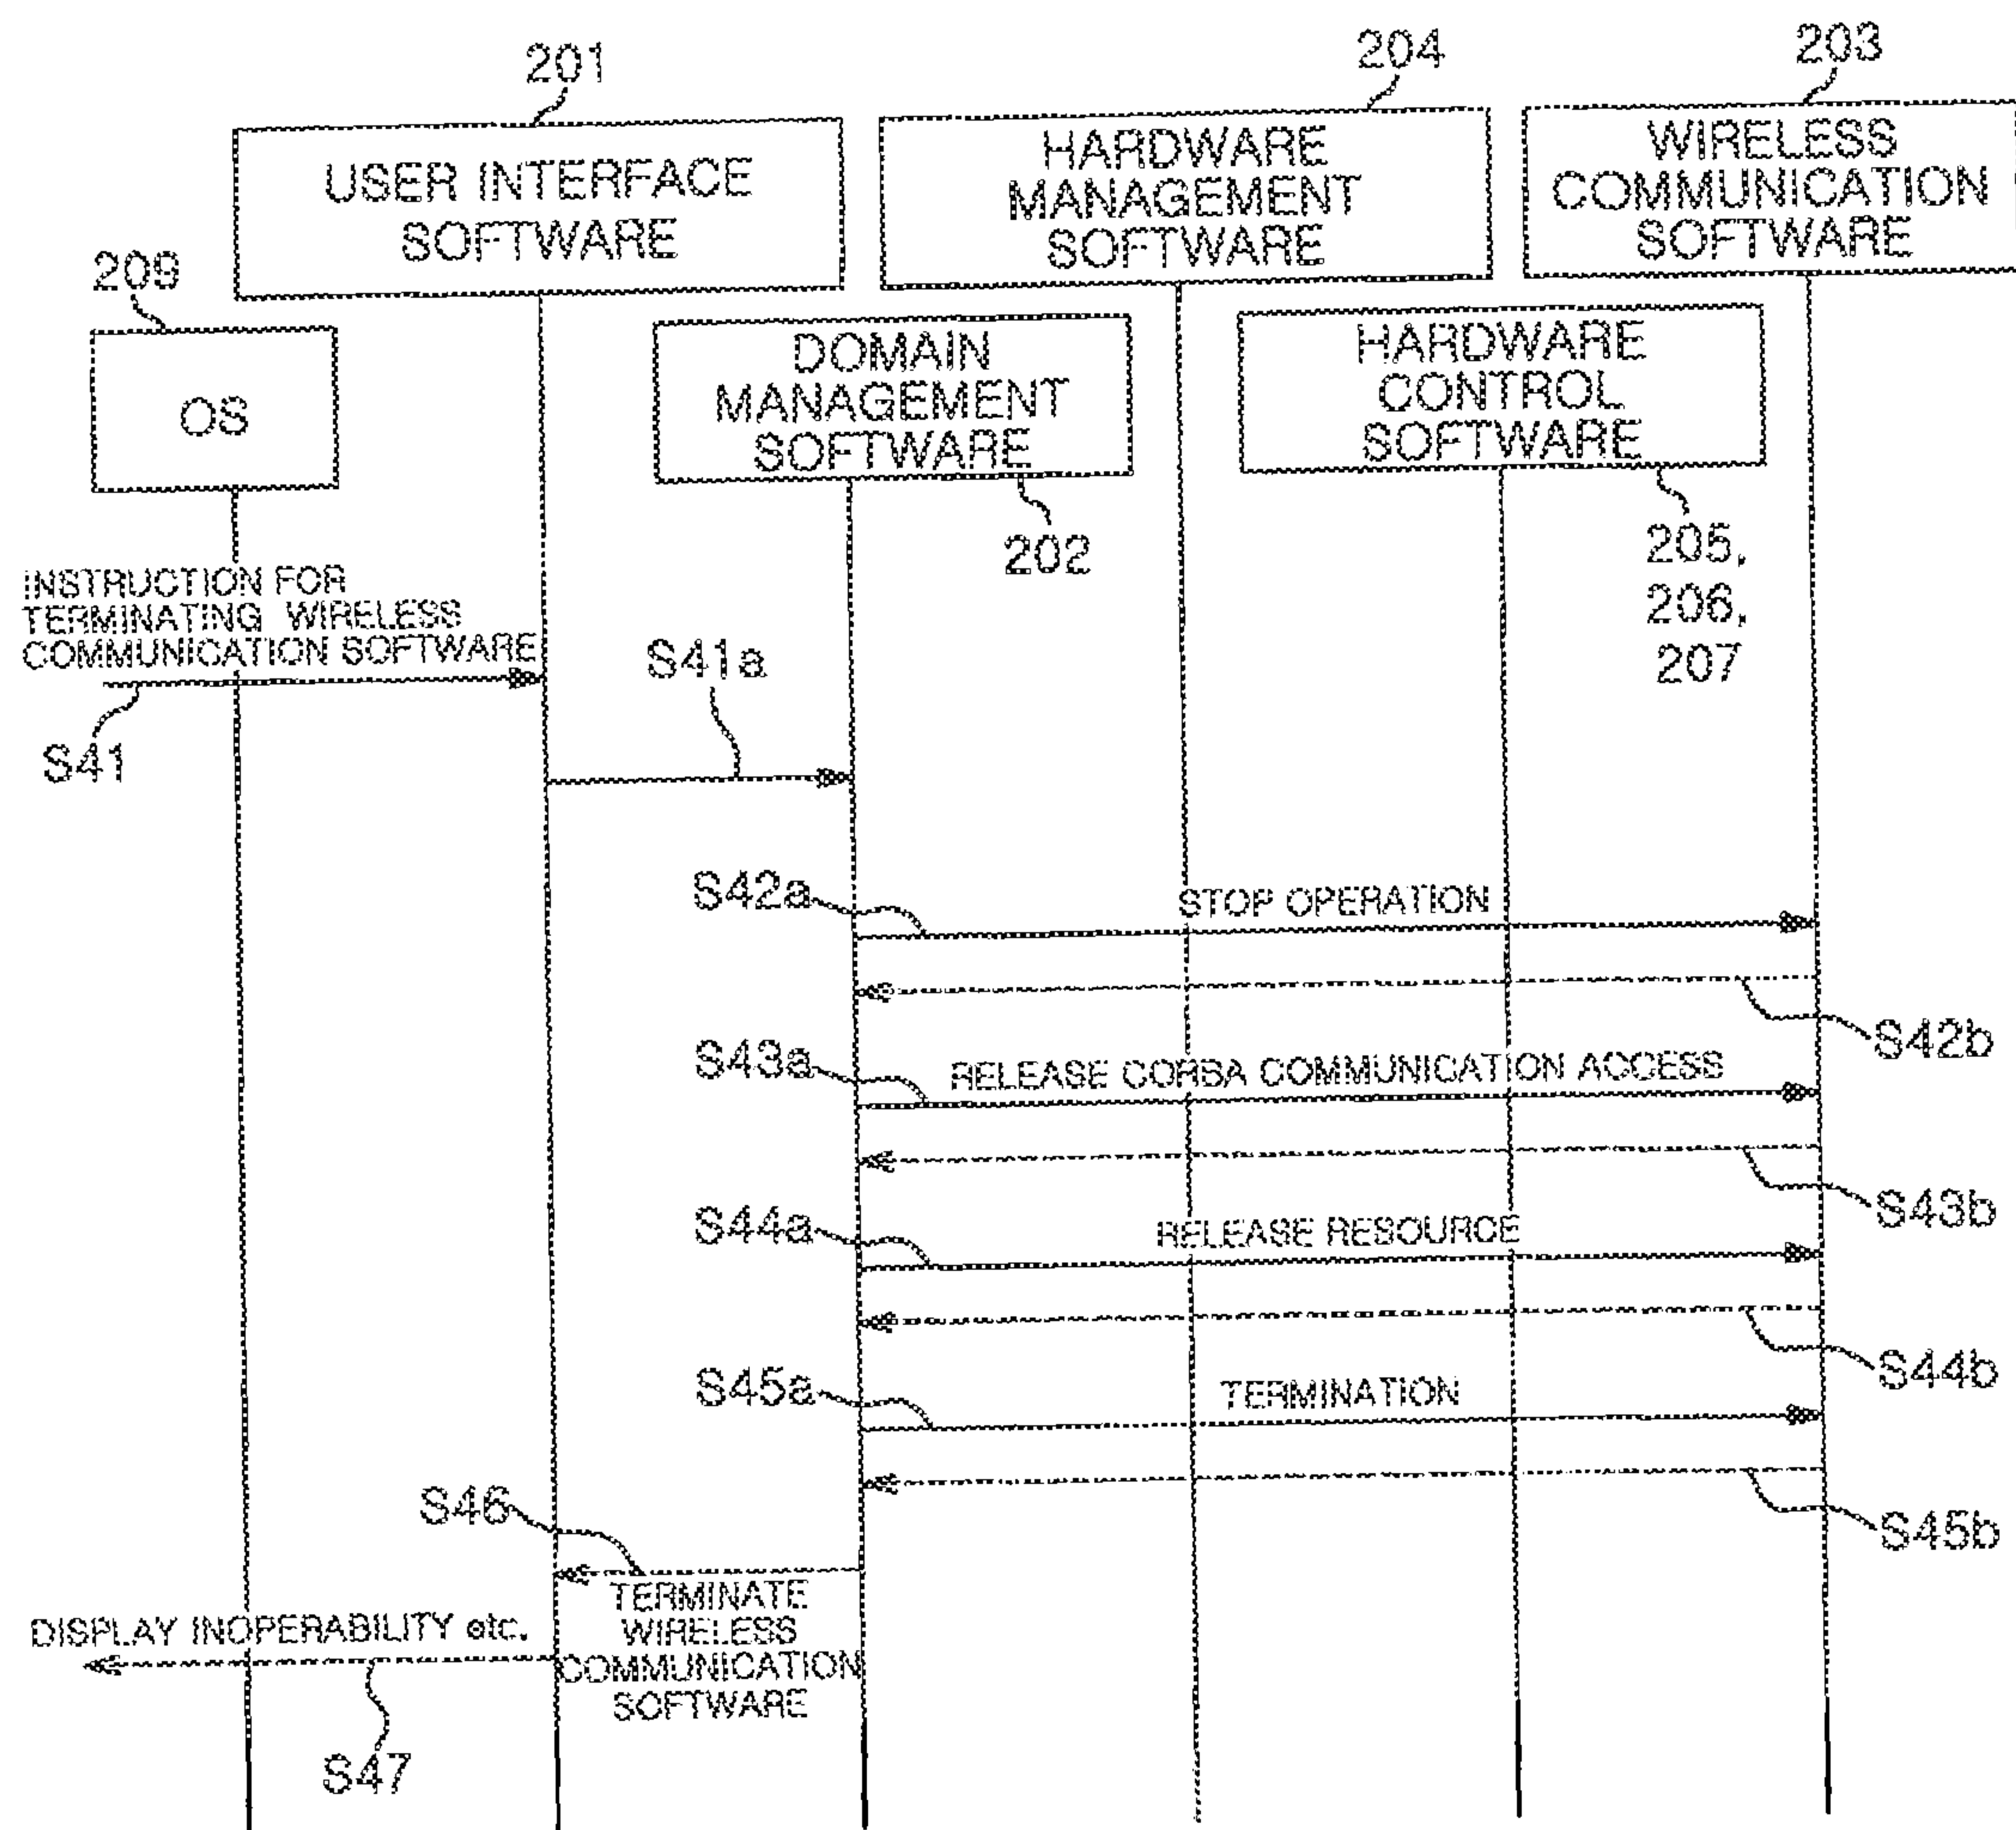 201
204
203
USER INTERFACE
SOFTWARE
HARDWARE
MANAGEMENT
SOFTWARE
WIRELESS
COMMUNICATION
SOFTWARE
209
OS
DOMAIN
MANAGEMENT
SOFTWARE
HARDWARE
CONTROL
SOFTWARE
202
205,
206,
207
INSTRUCTION FOR
TERMINATING WIRELESS
COMMUNICATION SOFTWARE
S41
S41a
S42a
STOP OPERATION
S42b
S43a
RELEASE CORBA COMMUNICATION ACCESS
S43b
S44a
RELEASE RESOURCE
S44b
S45a
TERMINATION
S45b
S46
TERMINATE
WIRELESS
COMMUNICATION
SOFTWARE
DISPLAY INOPERABILITY etc.
S47